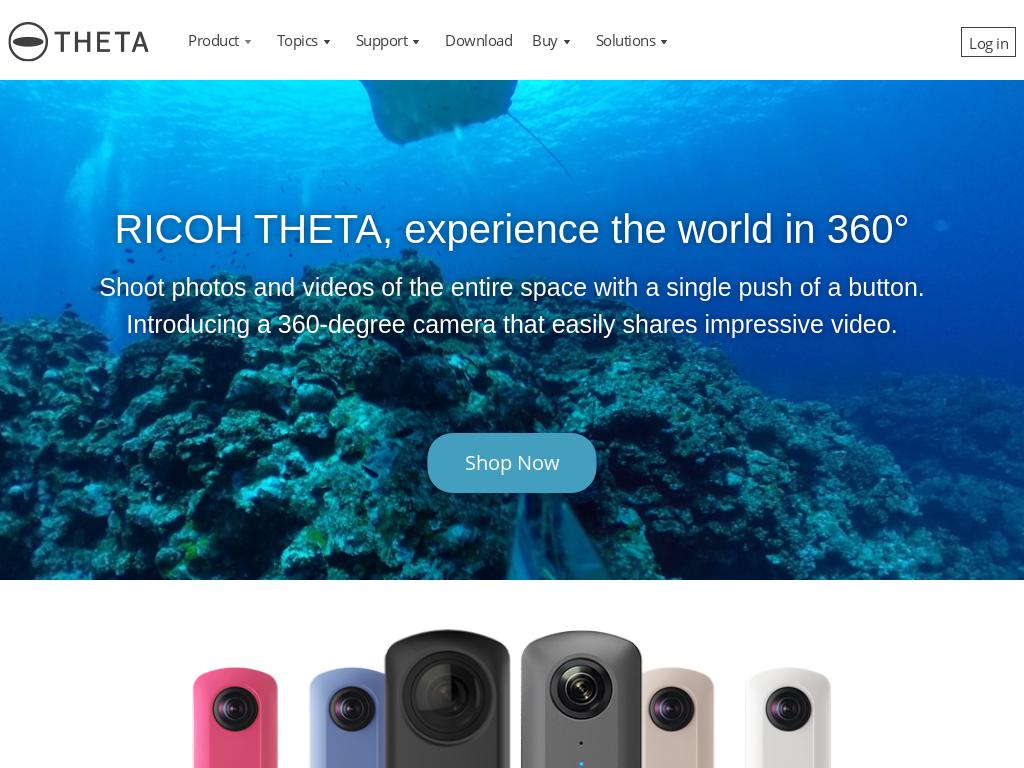 THETA
Product
Topics
Support
Download
Buy
Solutions
Log in
RICOH THETA, experience the world in 360°
Shoot photos and videos of the entire space with a single push of a button.
Introducing a 360-degree camera that easily shares impressive video.
Shop Now